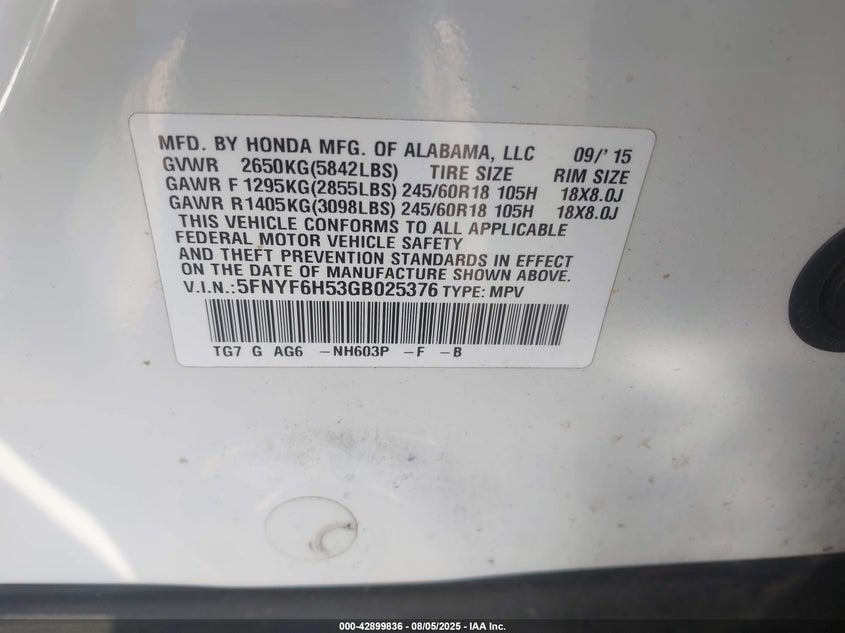 MFD. BY HONDA MFG. OF ALABAMA, LLC 09/' 15
GVWR 2650KG(5842LBS) TIRE SIZE RIM SIZE
GAWR F 1295KG(2855LBS) 245/60R18 105H 18X8.0J
GAWR R1405KG(3098LBS) 245/60R18 105H 18X8.0J
THIS VEHICLE CONFORMS TO ALL APPLICABLE
FEDERAL MOTOR VEHICLE SAFETY
AND THEFT PREVENTION STANDARDS IN EFFECT
ON THE DATE OF MANUFACTURE SHOWN ABOVE.
V.I.N.:5FNYF6H53GB025376 TYPE: MPV
TG7 G AG6 -NH603P -F -B
000-42899836 - 08/05/2025 - IAA Inc.